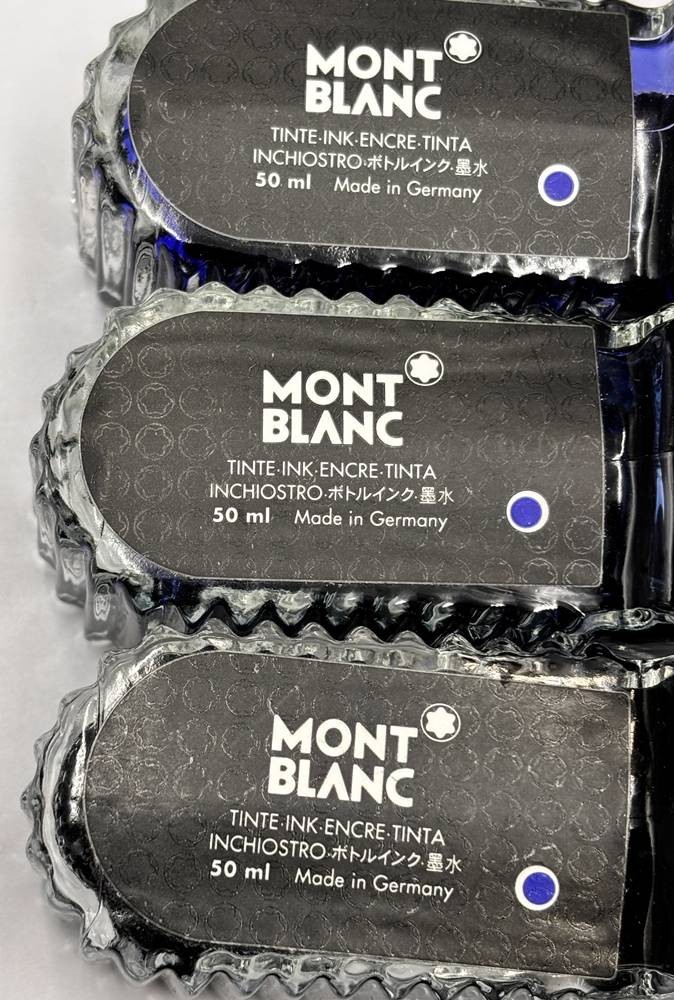 MONT
BLANC
TINTE·INK·ENCRE·TINTA
INCHIOSTRO·ボトルインク·墨水
50 ml Made in Germany
MONT
BLANC
TINTE·INK·ENCRE·TINTA
INCHIOSTRO·ボトルインク·墨水
50 ml Made in Germany
MONT
BLANC
TINTE·INK·ENCRE·TINTA
INCHIOSTRO·ボトルインク·墨水
50 ml Made in Germany